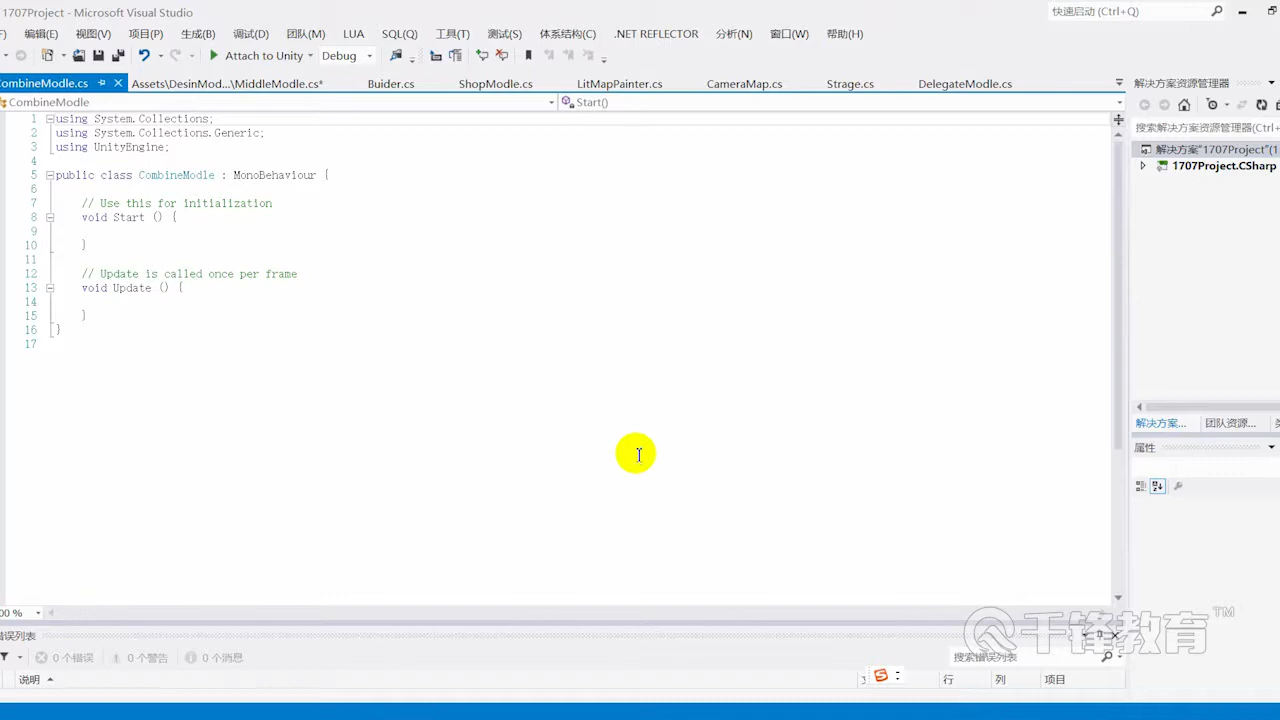 1707Project - Microsoft Visual Studio
快速启动 (Ctrl+Q)
编辑(E) 视图(V) 项目(P) 生成(B) 调试(D) 团队(M) LUA SQL(Q) 工具(T) 测试(S) 体系结构(C) .NET REFLECTOR 分析(N) 窗口(W) 帮助(H)
Attach to Unity Debug
CombineModle.cs Assets\DesinMod...\MiddleModle.cs* Buider.cs ShopModle.cs LitMapPainter.cs CameraMap.cs Strage.cs DelegateModle.cs
CombineModle Start()
1 using System.Collections;
2 using System.Collections.Generic;
3 using UnityEngine;
4
5 public class CombineModle : MonoBehaviour {
6
7 // Use this for initialization
8 void Start () {
9
10 }
11
12 // Update is called once per frame
13 void Update () {
14
15 }
16 }
17
00 %
错误列表
0 个错误 0 个警告 0 个消息
搜索错误列表
说明 行 列 项目
解决方案资源管理器
搜索解决方案资源管理器(Ctrl+
解决方案"1707Project"(1
1707Project.CSharp
解决方案... 团队资源...
属性
千锋教育 TM